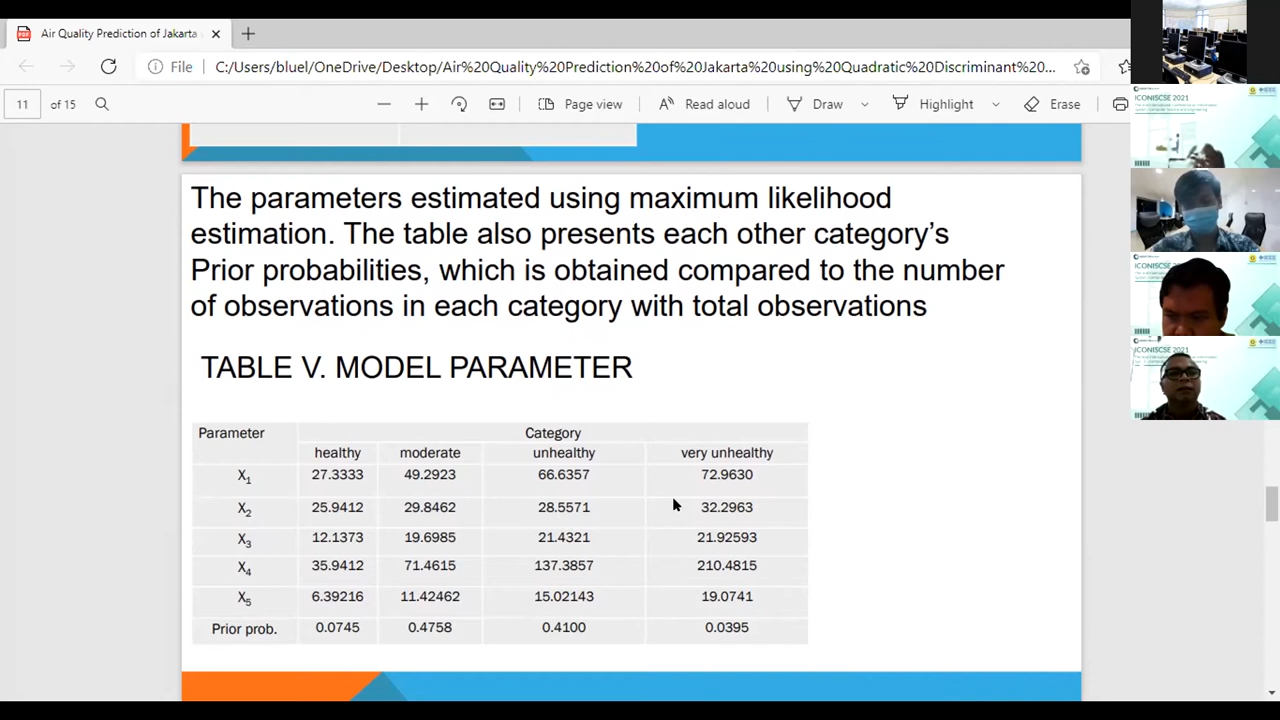 Air Quality Prediction of Jakarta
File C:/Users/bluel/OneDrive/Desktop/Air%20Quality%20Prediction%20of%20Jakarta%20using%20Quadratic%20Discriminant%20...
11 of 15 Page view Read aloud Draw Highlight Erase
The parameters estimated using maximum likelihood
estimation. The table also presents each other category's
Prior probabilities, which is obtained compared to the number
of observations in each category with total observations
TABLE V. MODEL PARAMETER
Parameter Category
healthy moderate unhealthy very unhealthy
X1 27.3333 49.2923 66.6357 72.9630
X2 25.9412 29.8462 28.5571 32.2963
X3 12.1373 19.6985 21.4321 21.92593
X4 35.9412 71.4615 137.3857 210.4815
X5 6.39216 11.42462 15.02143 19.0741
Prior prob. 0.0745 0.4758 0.4100 0.0395
ICONISCSE 2021
ICONISCSE 2021
ICONISCSE 2021